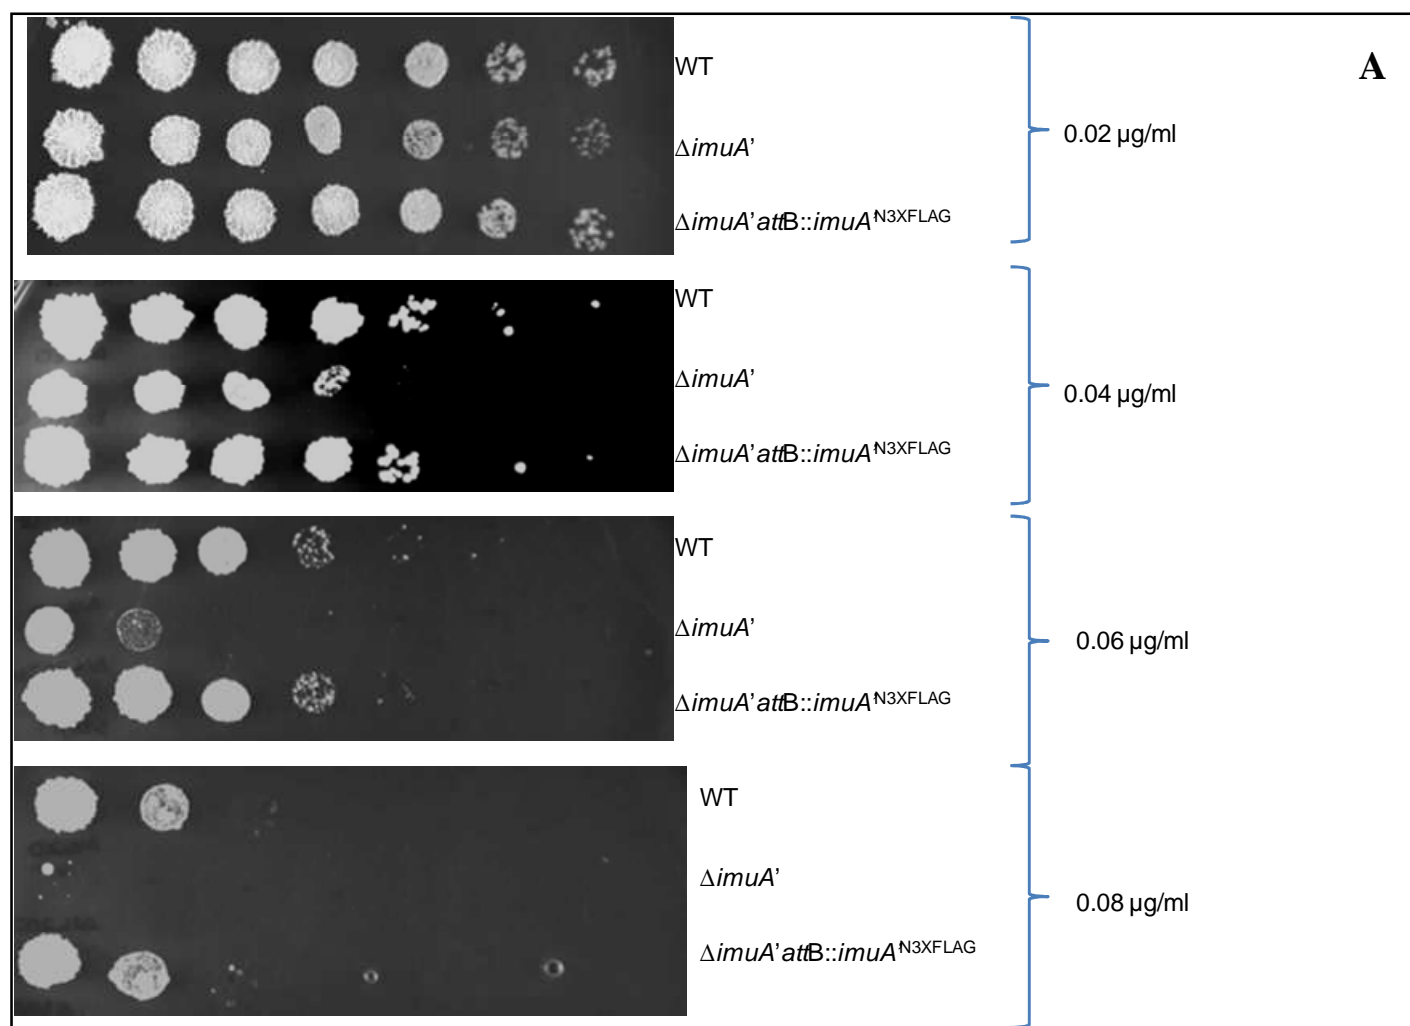 A
WT
ΔimuA'
ΔimuA'attB::imuA'N3XFLAG
0.02 µg/ml
WT
ΔimuA'
ΔimuA'attB::imuA'N3XFLAG
0.04 µg/ml
WT
ΔimuA'
ΔimuA'attB::imuA'N3XFLAG
0.06 µg/ml
WT
ΔimuA'
ΔimuA'attB::imuA'N3XFLAG
0.08 µg/ml